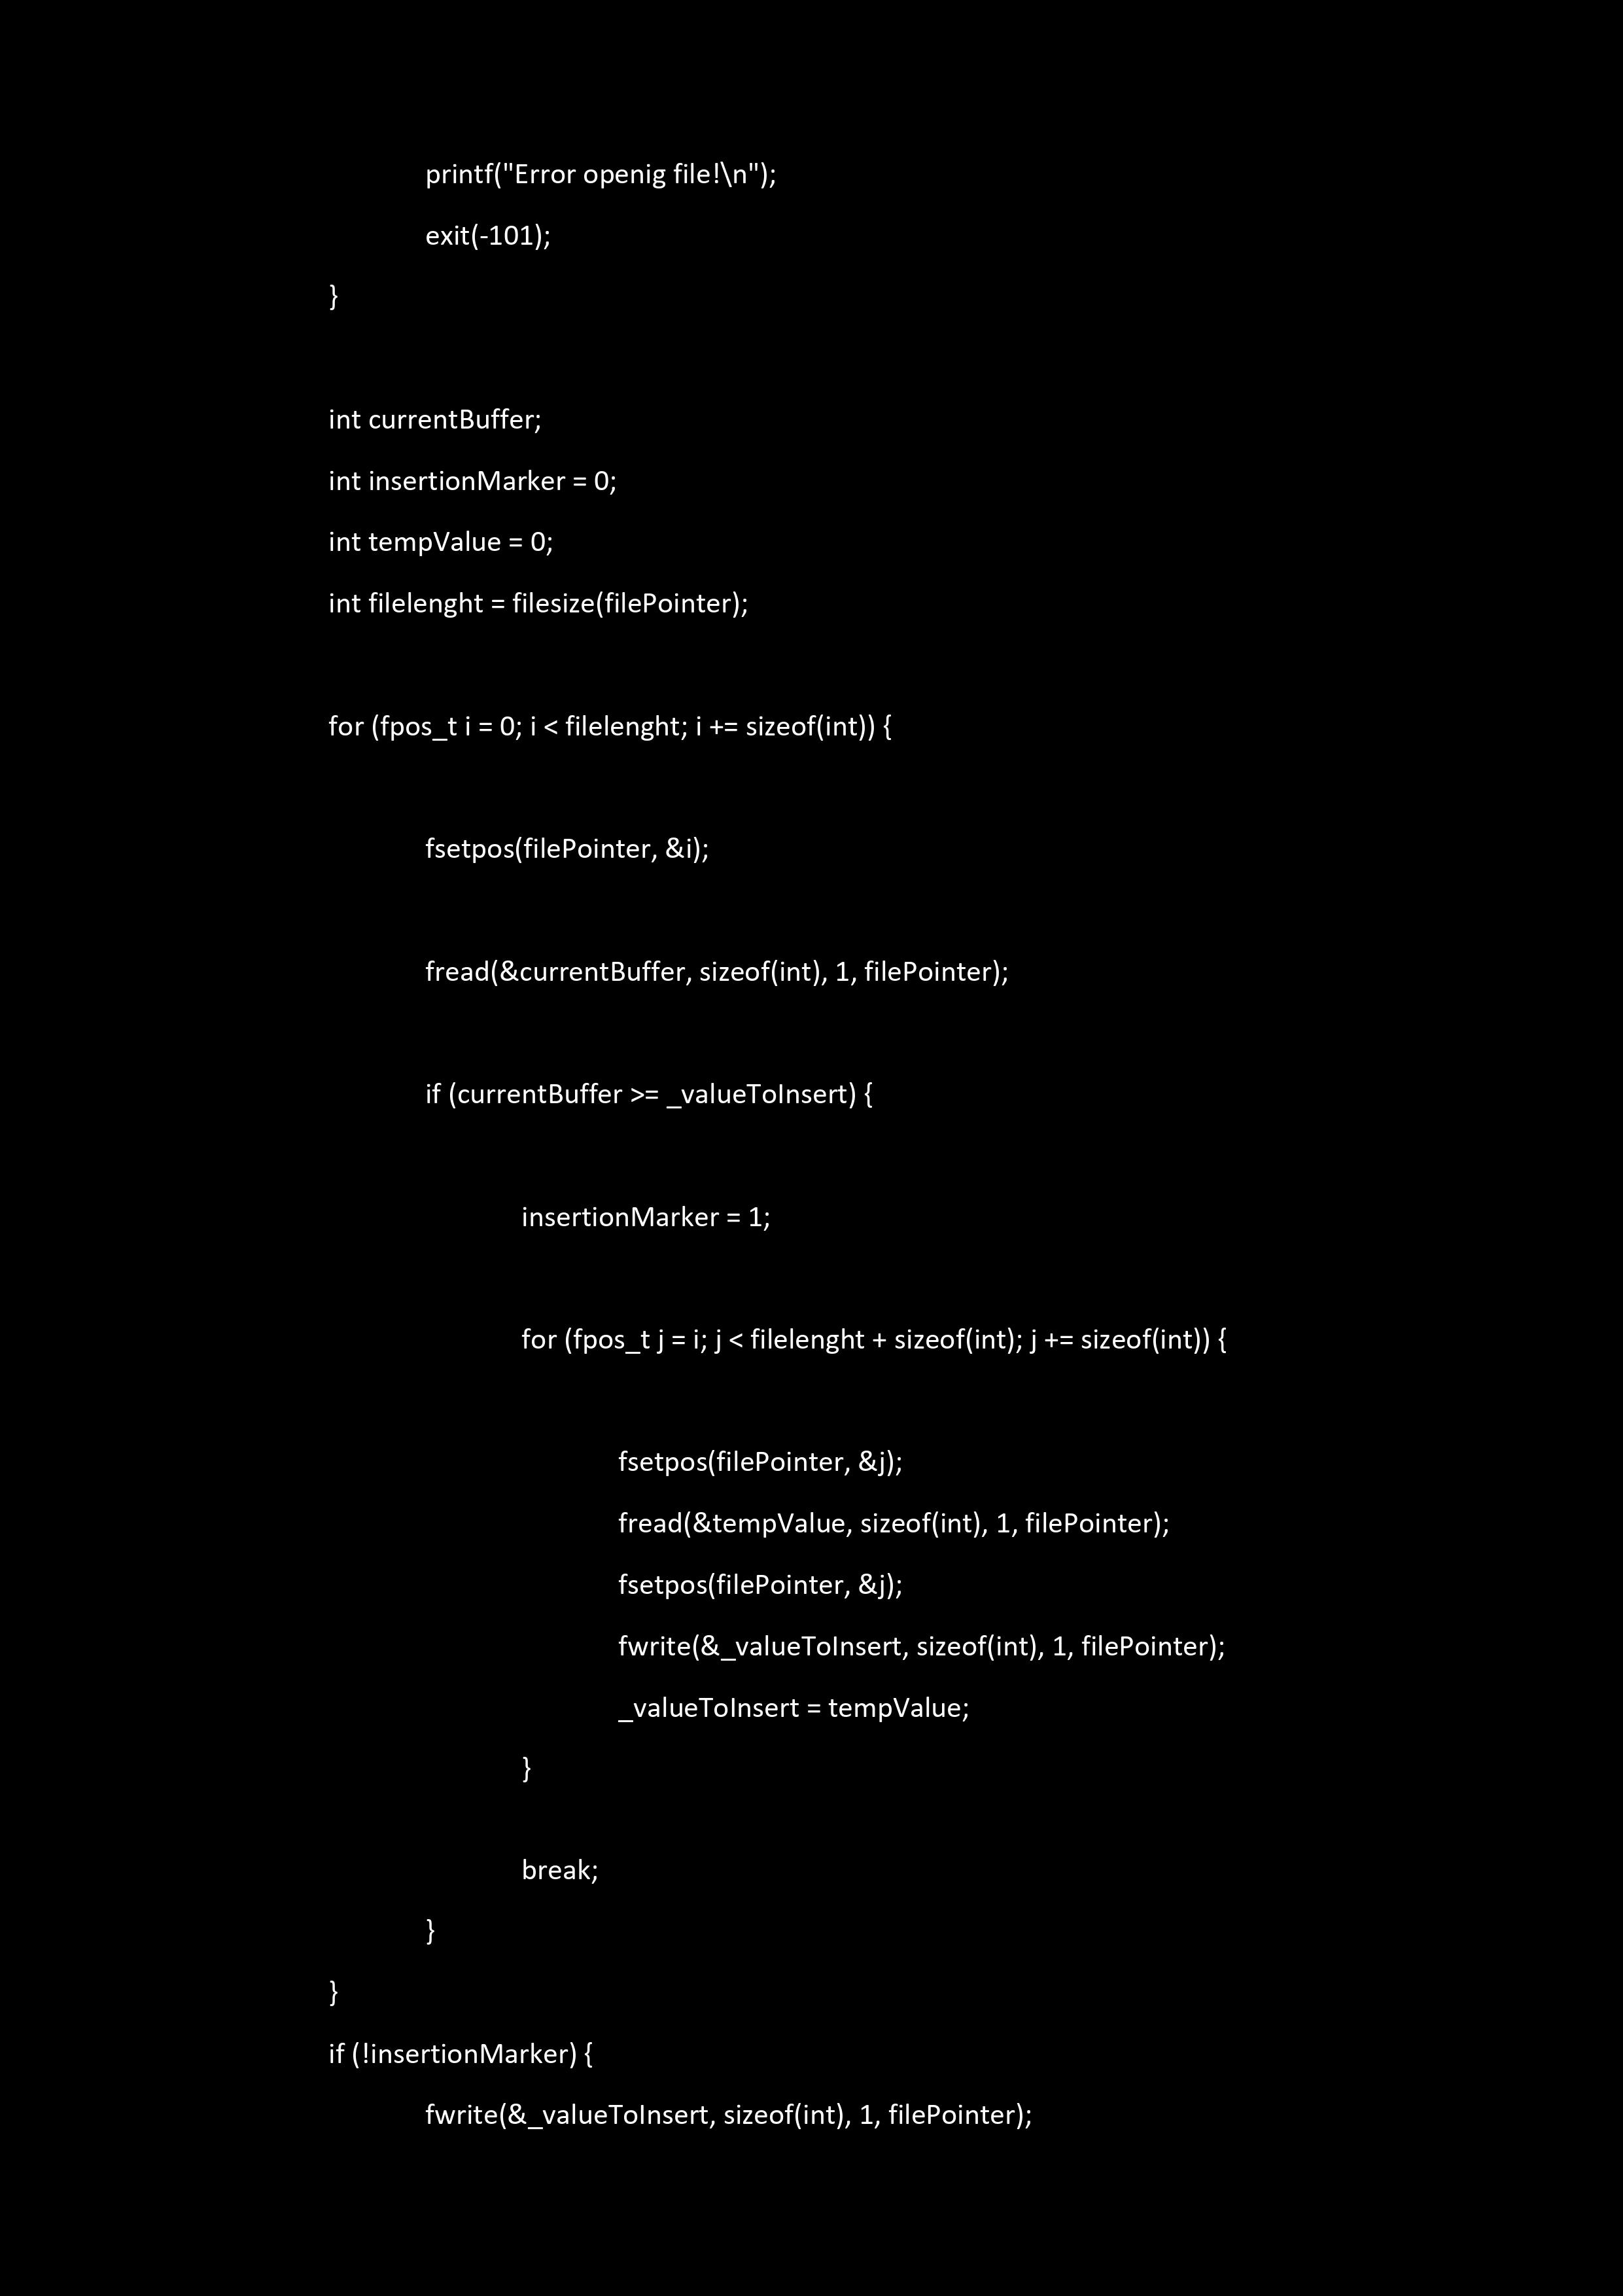 printf("Error openig file!\n");
exit(-101);
}
int currentBuffer;
int insertionMarker = 0;
int tempValue = 0;
int filelenght = filesize(filePointer);
for (fpos_t i = 0; i < filelenght; i += sizeof(int)) {
fsetpos(filePointer, &i);
fread(&currentBuffer, sizeof(int), 1, filePointer);
if (currentBuffer >= _valueToInsert) {
insertionMarker = 1;
for (fpos_t j = i; j < filelenght + sizeof(int); j += sizeof(int)) {
fsetpos(filePointer, &j);
fread(&tempValue, sizeof(int), 1, filePointer);
fsetpos(filePointer, &j);
fwrite(&_valueToInsert, sizeof(int), 1, filePointer);
_valueToInsert = tempValue;
}
break;
}
}
if (!insertionMarker) {
fwrite(&_valueToInsert, sizeof(int), 1, filePointer);